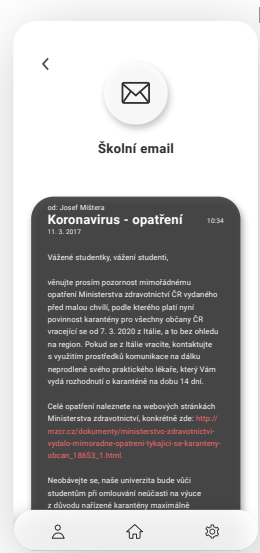 Školní email
od: Josef Mištera
Koronavirus - opatření 10:34
11. 3. 2017
Vážené studentky, vážení studenti,
věnujte prosím pozornost mimořádnému
opatření Ministerstva zdravotnictví ČR vydaného
před malou chvílí, podle kterého platí nyní
povinnost karantény pro všechny občany ČR
vracející se od 7. 3. 2020 z Itálie, a to bez ohledu
na region. Pokud se z Itálie vracíte, kontaktujte
s využitím prostředků komunikace na dálku
neprodleně svého praktického lékaře, který Vám
vydá rozhodnutí o karanténě na dobu 14 dní.
Celé opatření naleznete na webových stránkách
Ministerstva zdravotnictví, konkrétně zde: http://
mzcr.cz/dokumenty/ministerstvo-zdravotnictvi-
vydalo-mimoradne-opatreni-tykajici-se-karanteny-
obcan_18653_1.html.
Neobávejte se, naše univerzita bude vůči
studentům při omlouvání neúčasti na výuce
z důvodu nařízené karantény maximálně